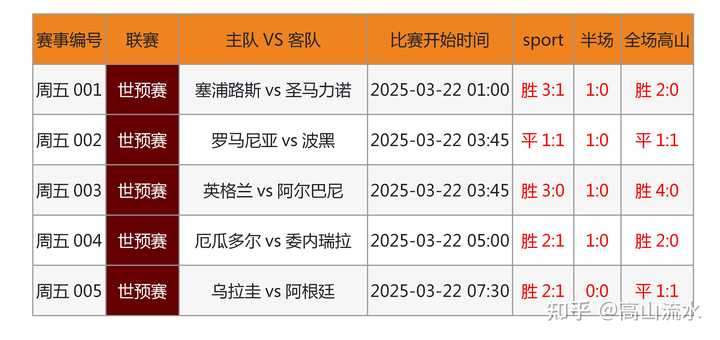 赛事编号 联赛 主队 VS 客队 比赛开始时间 sport 半场 全场高山
周五 001 世预赛 塞浦路斯 vs 圣马力诺 2025-03-22 01:00 胜 3:1 1:0 胜 2:0
周五 002 世预赛 罗马尼亚 vs 波黑 2025-03-22 03:45 平 1:1 1:0 平 1:1
周五 003 世预赛 英格兰 vs 阿尔巴尼 2025-03-22 03:45 胜 3:0 1:0 胜 4:0
周五 004 世预赛 厄瓜多尔 vs 委内瑞拉 2025-03-22 05:00 胜 2:1 1:0 胜 2:0
周五 005 世预赛 乌拉圭 vs 阿根廷 2025-03-22 07:30 胜 2:1 0:0 平 1:1
知乎 @高山流水